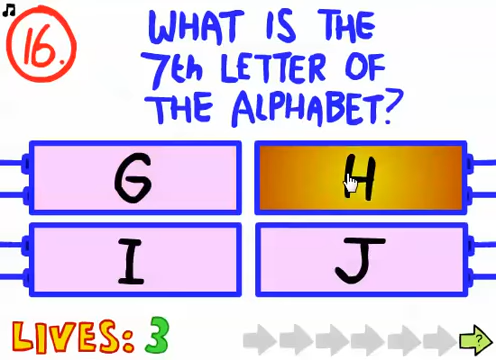 16.
WHAT IS THE
7th LETTER OF
THE ALPHABET?
G
H
I
J
LIVES: 3
?